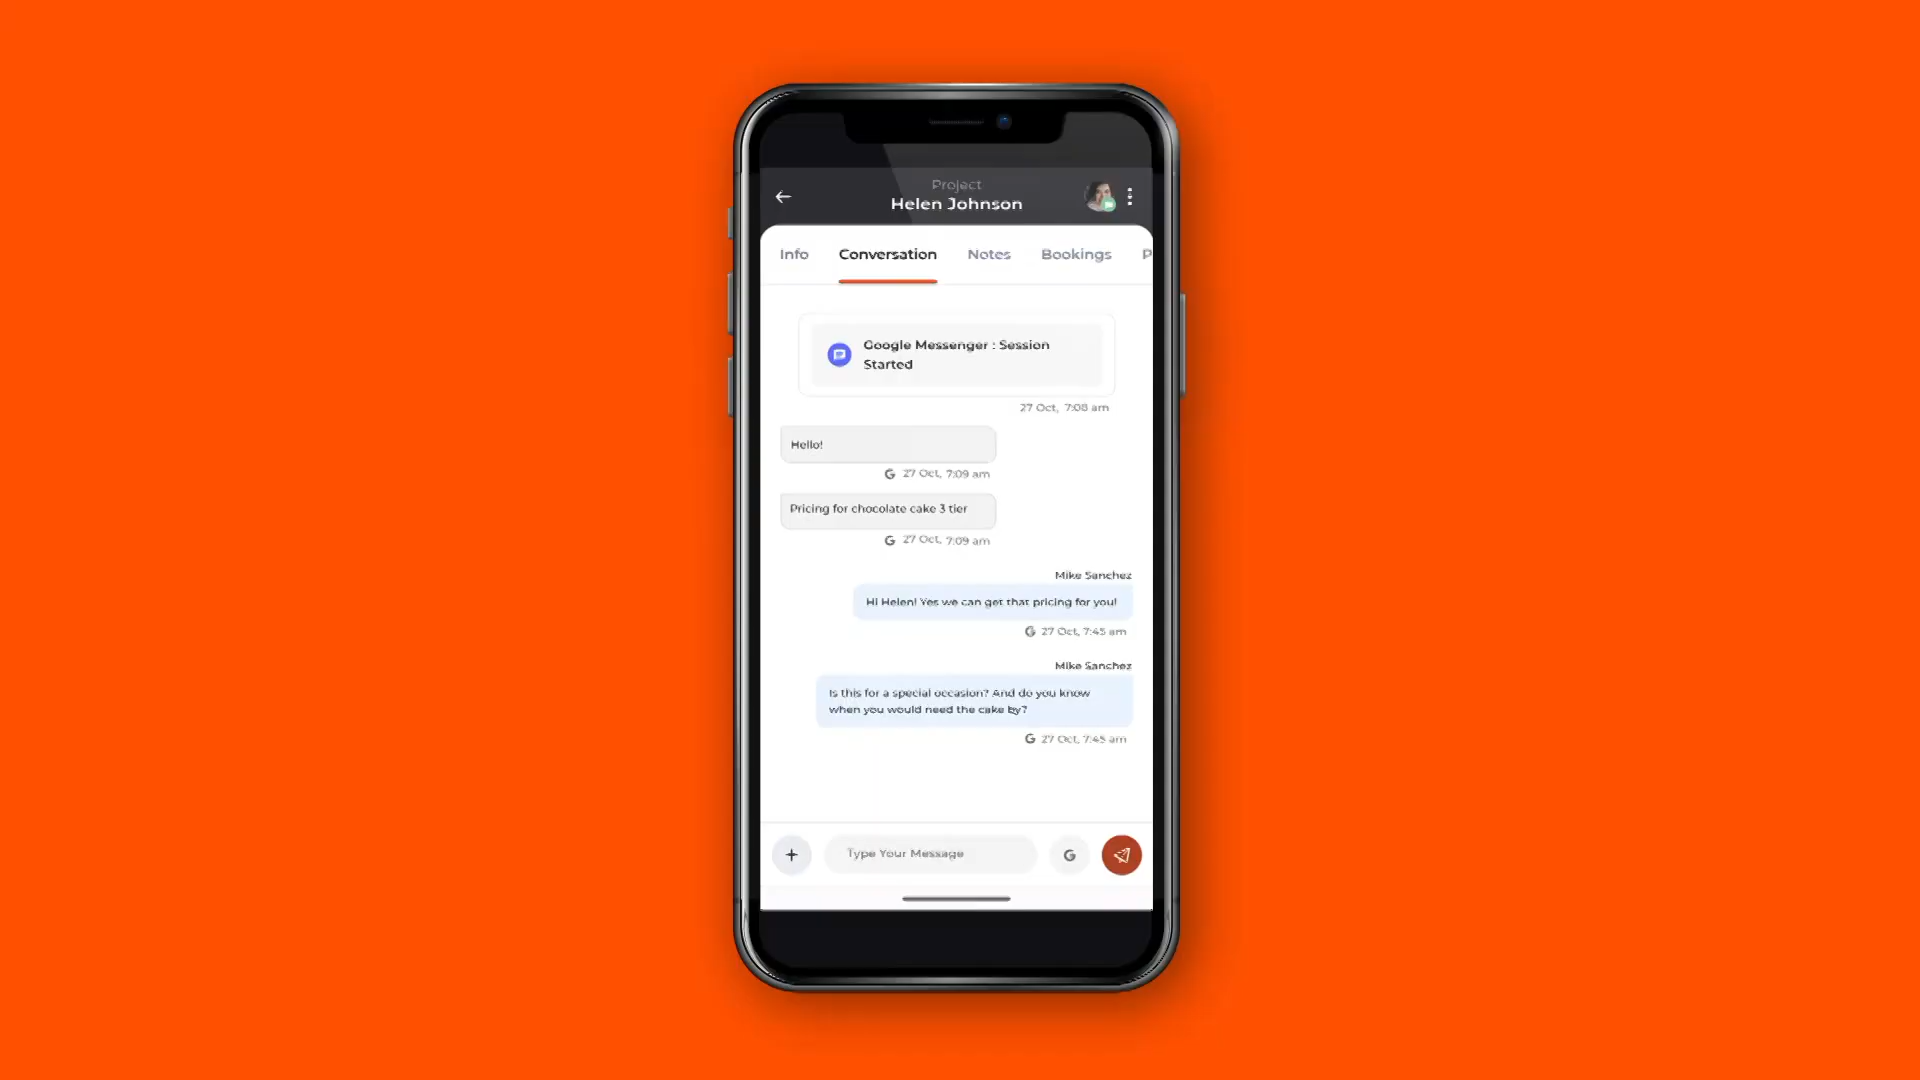 Project
Helen Johnson
Info Conversation Notes Bookings P
Google Messenger : Session
Started
27 Oct, 7:08 am
Hello!
G 27 Oct, 7:09 am
Pricing for chocolate cake 3 tier
G 27 Oct, 7:09 am
Mike Sanchez
Hi Helen! Yes we can get that pricing for you!
G 27 Oct, 7:45 am
Mike Sanchez
Is this for a special occasion? And do you know
when you would need the cake by?
G 27 Oct, 7:45 am
Type Your Message G